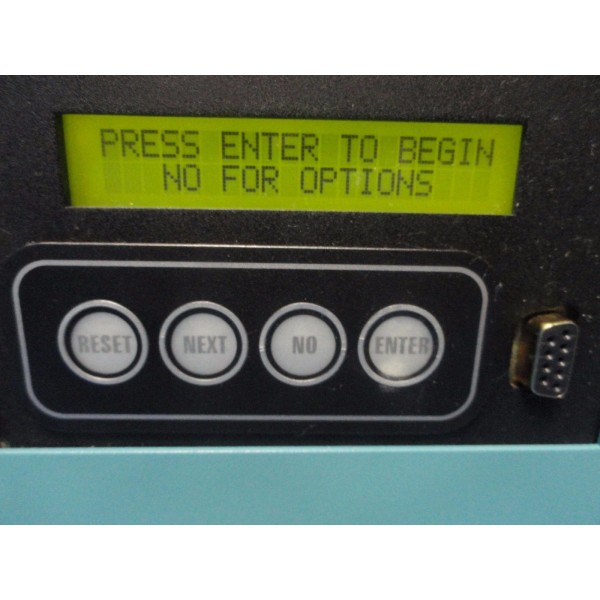 PRESS ENTER TO BEGIN
NO FOR OPTIONS
RESET NEXT NO ENTER